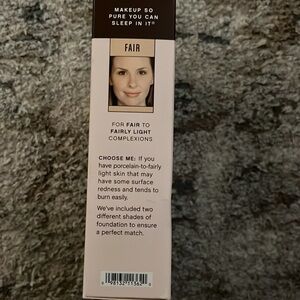 MAKEUP SO
PURE YOU CAN
SLEEP IN IT®
FAIR
FOR FAIR TO
FAIRLY LIGHT
COMPLEXIONS
CHOOSE ME: If you
have porcelain-to-fairly
light skin that may
have some surface
redness and tends to
burn easily.
We've included two
different shades of
foundation to ensure
a perfect match.